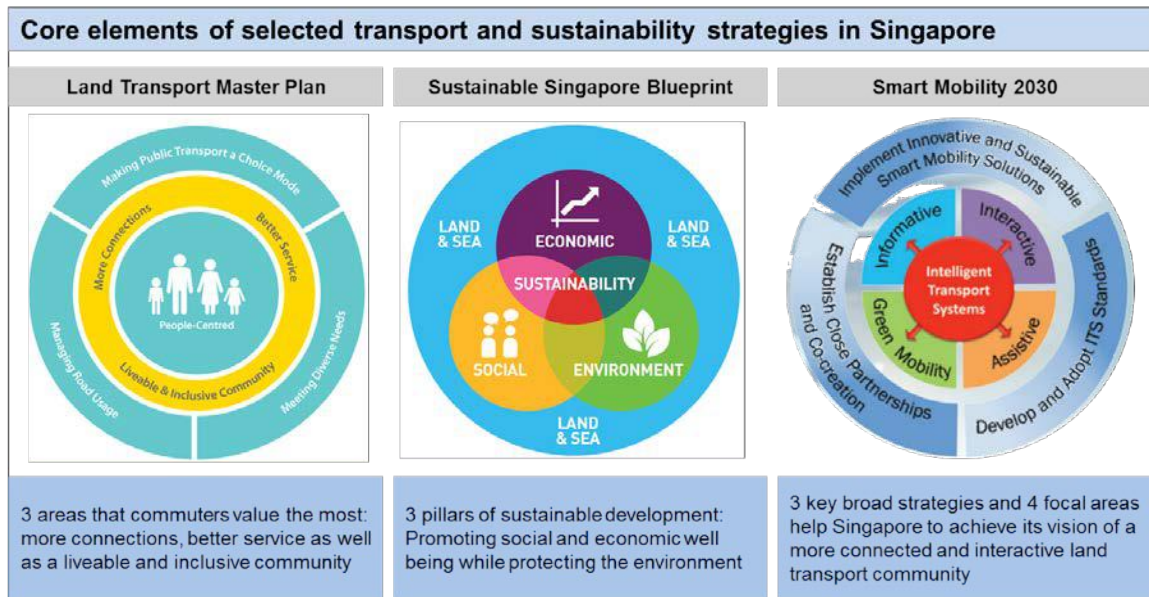 Core elements of selected transport and sustainability strategies in Singapore
Land Transport Master Plan
Making Public Transport a Choice Mode
More Connections
Better Service
People-Centred
Liveable & Inclusive Community
Managing Road Usage
Meeting Diverse Needs
3 areas that commuters value the most:
more connections, better service as well
as a liveable and inclusive community
Sustainable Singapore Blueprint
LAND
& SEA
ECONOMIC
LAND
& SEA
SUSTAINABILITY
SOCIAL
ENVIRONMENT
LAND
& SEA
3 pillars of sustainable development:
Promoting social and economic well
being while protecting the environment
Smart Mobility 2030
Implement Innovative and Sustainable
Smart Mobility Solutions
Informative
Interactive
Intelligent
Transport
Systems
Green Mobility
Assistive
Establish Close Partnerships
and Co-creation
Develop and Adopt ITS Standards
3 key broad strategies and 4 focal areas
help Singapore to achieve its vision of a
more connected and interactive land
transport community